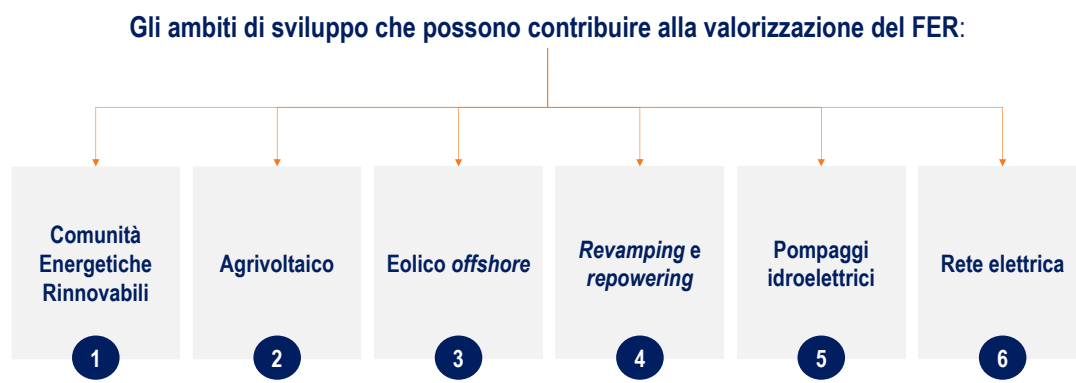 Gli ambiti di sviluppo che possono contribuire alla valorizzazione del FER:
Comunità
Energetiche
Rinnovabili
1
Agrivoltaico
2
Eolico offshore
3
Revamping e
repowering
4
Pompaggi
idroelettrici
5
Rete elettrica
6